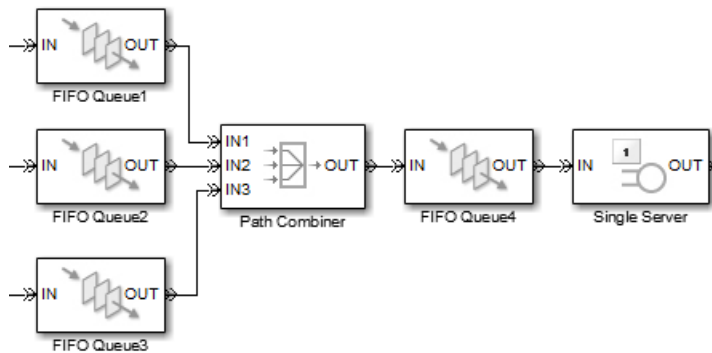 IN OUT
FIFO Queue1
IN OUT
FIFO Queue2
IN1
IN2 OUT
IN3
Path Combiner
IN OUT
FIFO Queue4
1
IN OUT
Single Server
IN OUT
FIFO Queue3